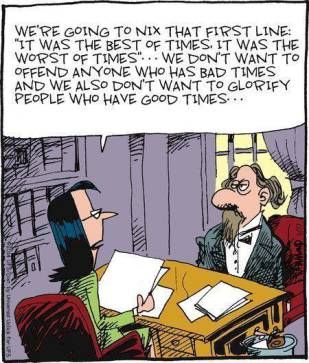 WE'RE GOING TO NIX THAT FIRST LINE:
"IT WAS THE BEST OF TIMES. IT WAS THE
WORST OF TIMES"... WE DON'T WANT TO
OFFEND ANYONE WHO HAS BAD TIMES
AND WE ALSO DON'T WANT TO GLORIFY
PEOPLE WHO HAVE GOOD TIMES...